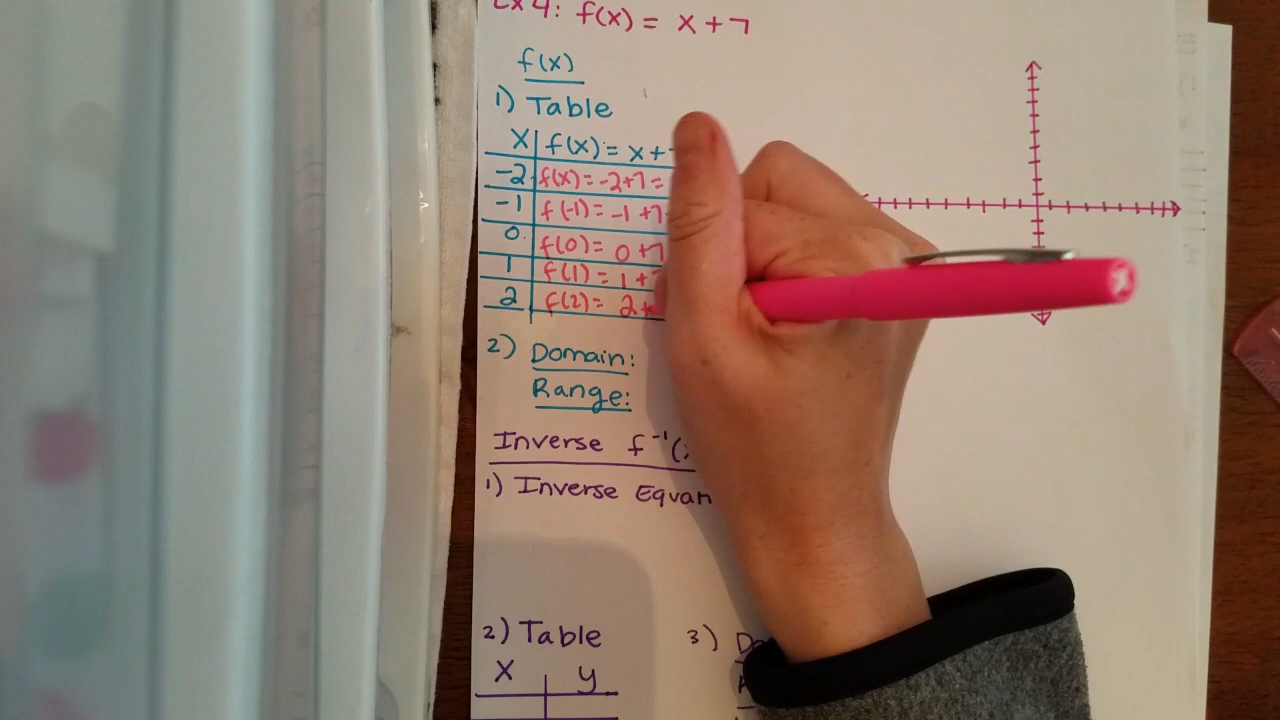 Ex 4: f(x) = x + 7
f(x)
1) Table
x f(x) = x +
-2 f(x) = -2+7 =
-1 f(-1) = -1 +7
0 f(0) = 0 +7
1 f(1) = 1 +
2 f(2) = 2+
2) Domain:
Range:
Inverse f⁻¹(
1) Inverse Equa
2) Table
x y
3)